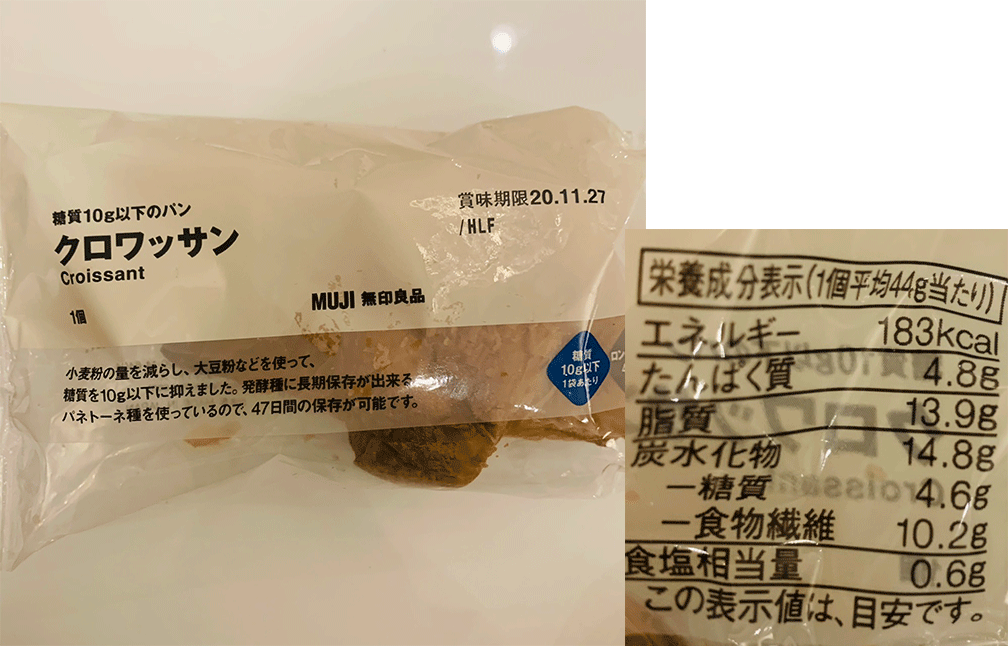 糖質10g以下のパン
クロワッサン
Croissant
1個
賞味期限20.11.27
/HLF
MUJI 無印良品
小麦粉の量を減らし、大豆粉などを使って、
糖質を10g以下に抑えました。発酵種に長期保存が出来る
パネトーネ種を使っているので、47日間の保存が可能です。
糖質
10g以下
1袋あたり
栄養成分表示(1個平均44g当たり)
エネルギー 183kcal
たんぱく質 4.8g
脂質 13.9g
炭水化物 14.8g
ー糖質 4.6g
ー食物繊維 10.2g
食塩相当量 0.6g
この表示値は、目安です。